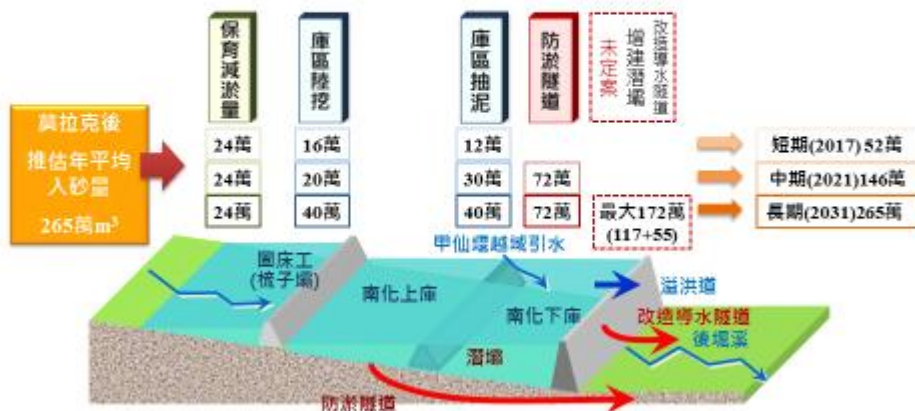 保育減淤量
庫區陸挖
庫區抽泥
防淤隧道
未定案
增建潛壩
改造導水隧道
莫拉克後
推估年平均
入砂量
265萬m³
24萬 16萬 12萬 短期(2017) 52萬
24萬 20萬 30萬 72萬 中期(2021)146萬
24萬 40萬 40萬 72萬 最大172萬 長期(2031)265萬
(117+55)
甲仙堰越域引水
固床工
(梳子壩)
南化上庫
南化下庫
溢洪道
改造導水隧道
後堀溪
潛壩
防淤隧道